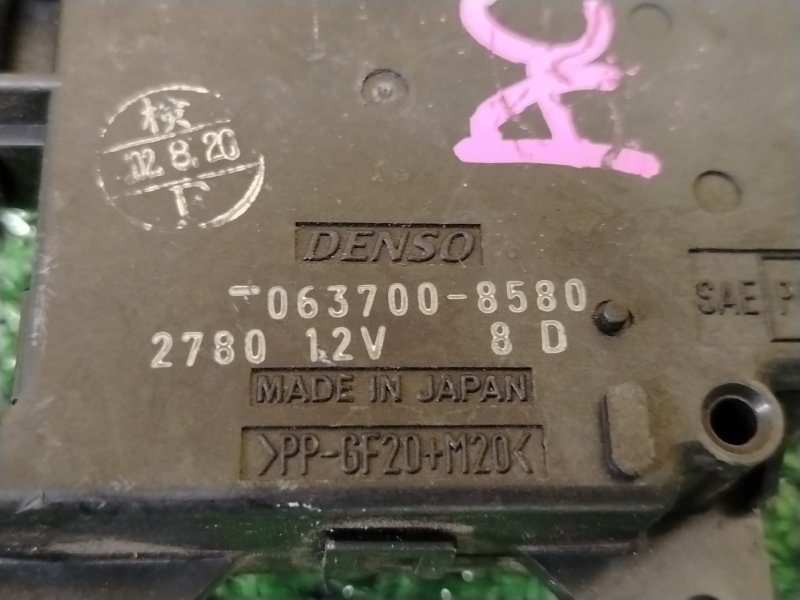 検
02.8.20
DENSO
063700-8580
2780 12V 8 D
SAE P
MADE IN JAPAN
>PP-GF20+M20<